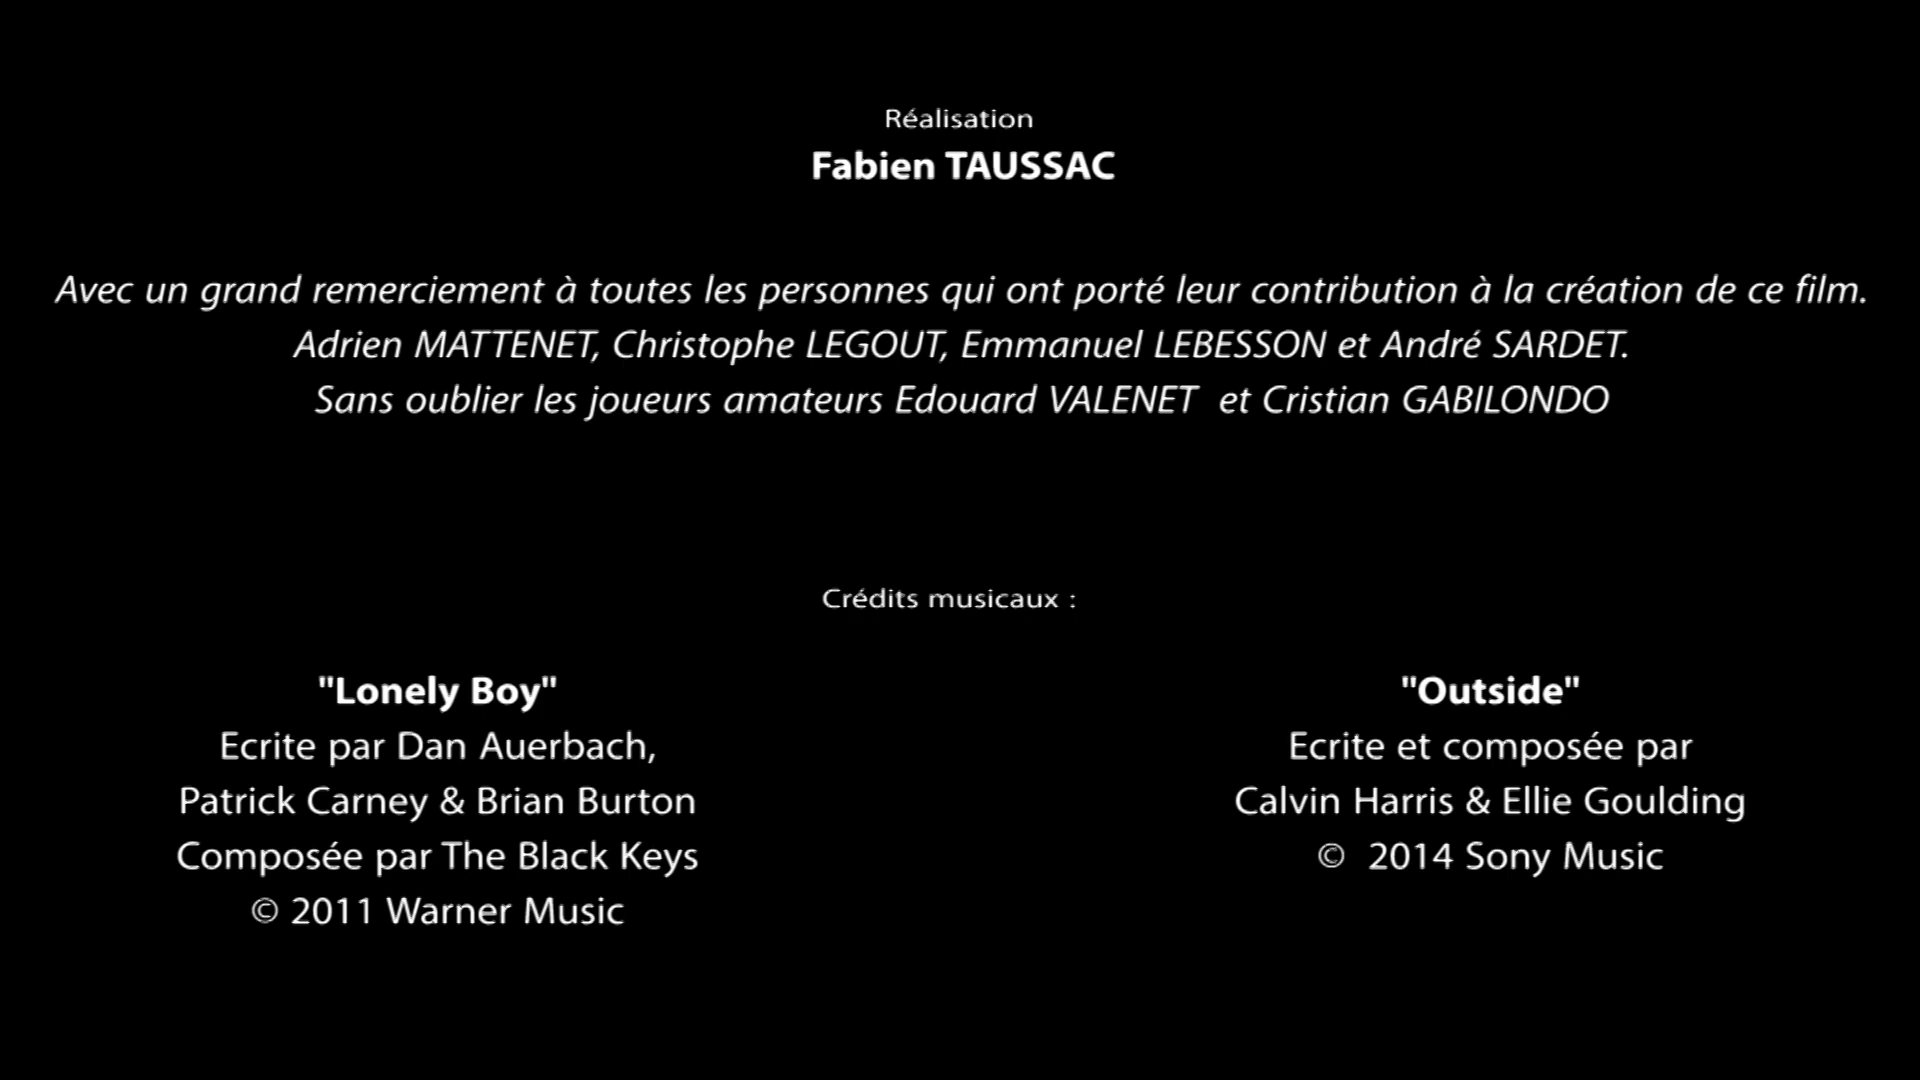 Réalisation
Fabien TAUSSAC
Avec un grand remerciement à toutes les personnes qui ont porté leur contribution à la création de ce film.
Adrien MATTENET, Christophe LEGOUT, Emmanuel LEBESSON et André SARDET.
Sans oublier les joueurs amateurs Edouard VALENET et Cristian GABILONDO
Crédits musicaux :
"Lonely Boy"
Ecrite par Dan Auerbach,
Patrick Carney & Brian Burton
Composée par The Black Keys
© 2011 Warner Music
"Outside"
Ecrite et composée par
Calvin Harris & Ellie Goulding
© 2014 Sony Music